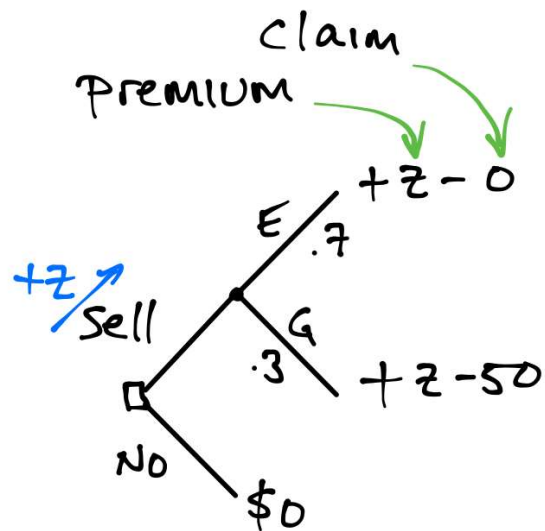 Claim
Premium
+Z-0
E
.7
+Z
Sell
G
.3
+Z-50
No
$0